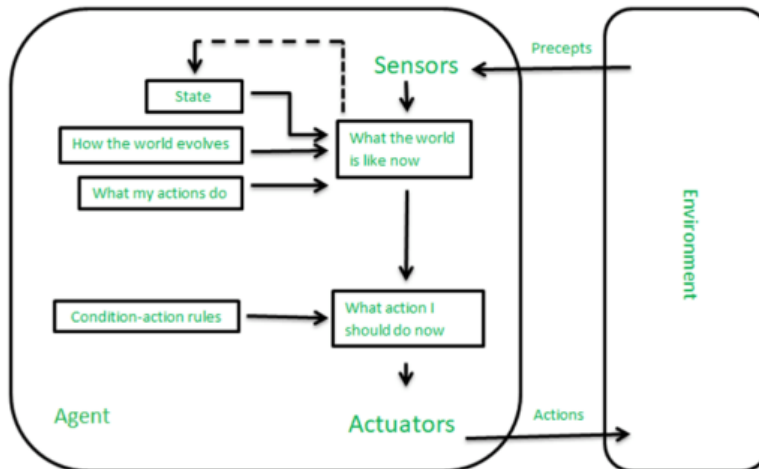 Precepts
Sensors
State
How the world evolves
What the world
is like now
What my actions do
Environment
Condition-action rules
What action I
should do now
Agent
Actuators
Actions